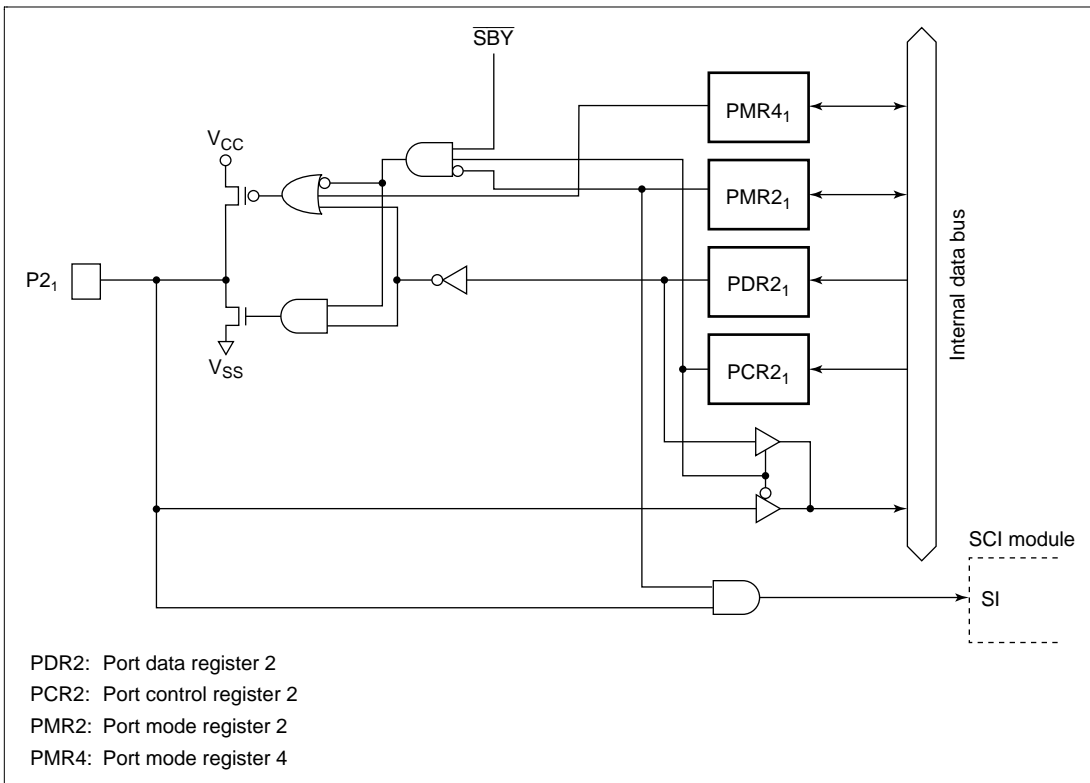 SBY
PMR4₁
V_CC
PMR2₁
P2₁
PDR2₁
Internal data bus
V_SS
PCR2₁
SCI module
SI
PDR2: Port data register 2
PCR2: Port control register 2
PMR2: Port mode register 2
PMR4: Port mode register 4